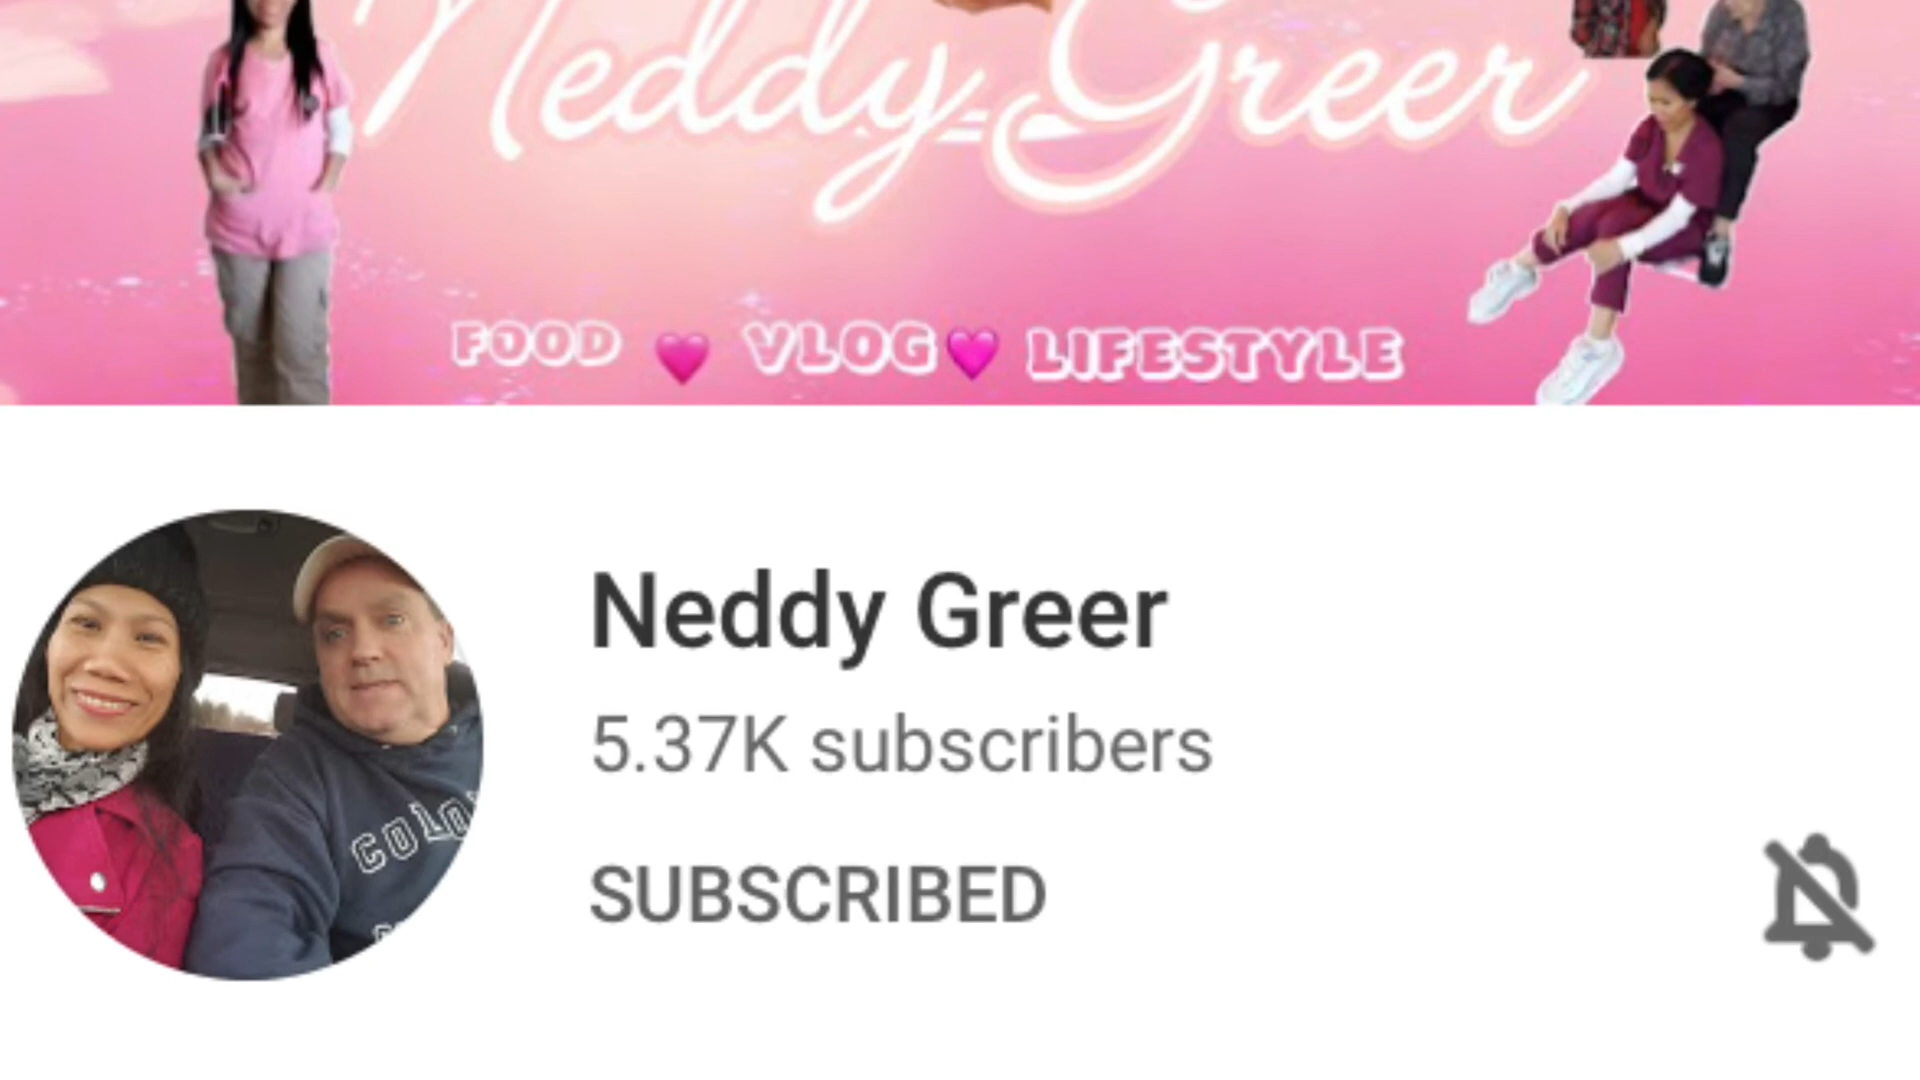 Neddy Greer
FOOD 💗 VLOG 💗 LIFESTYLE
Neddy Greer
5.37K subscribers
SUBSCRIBED